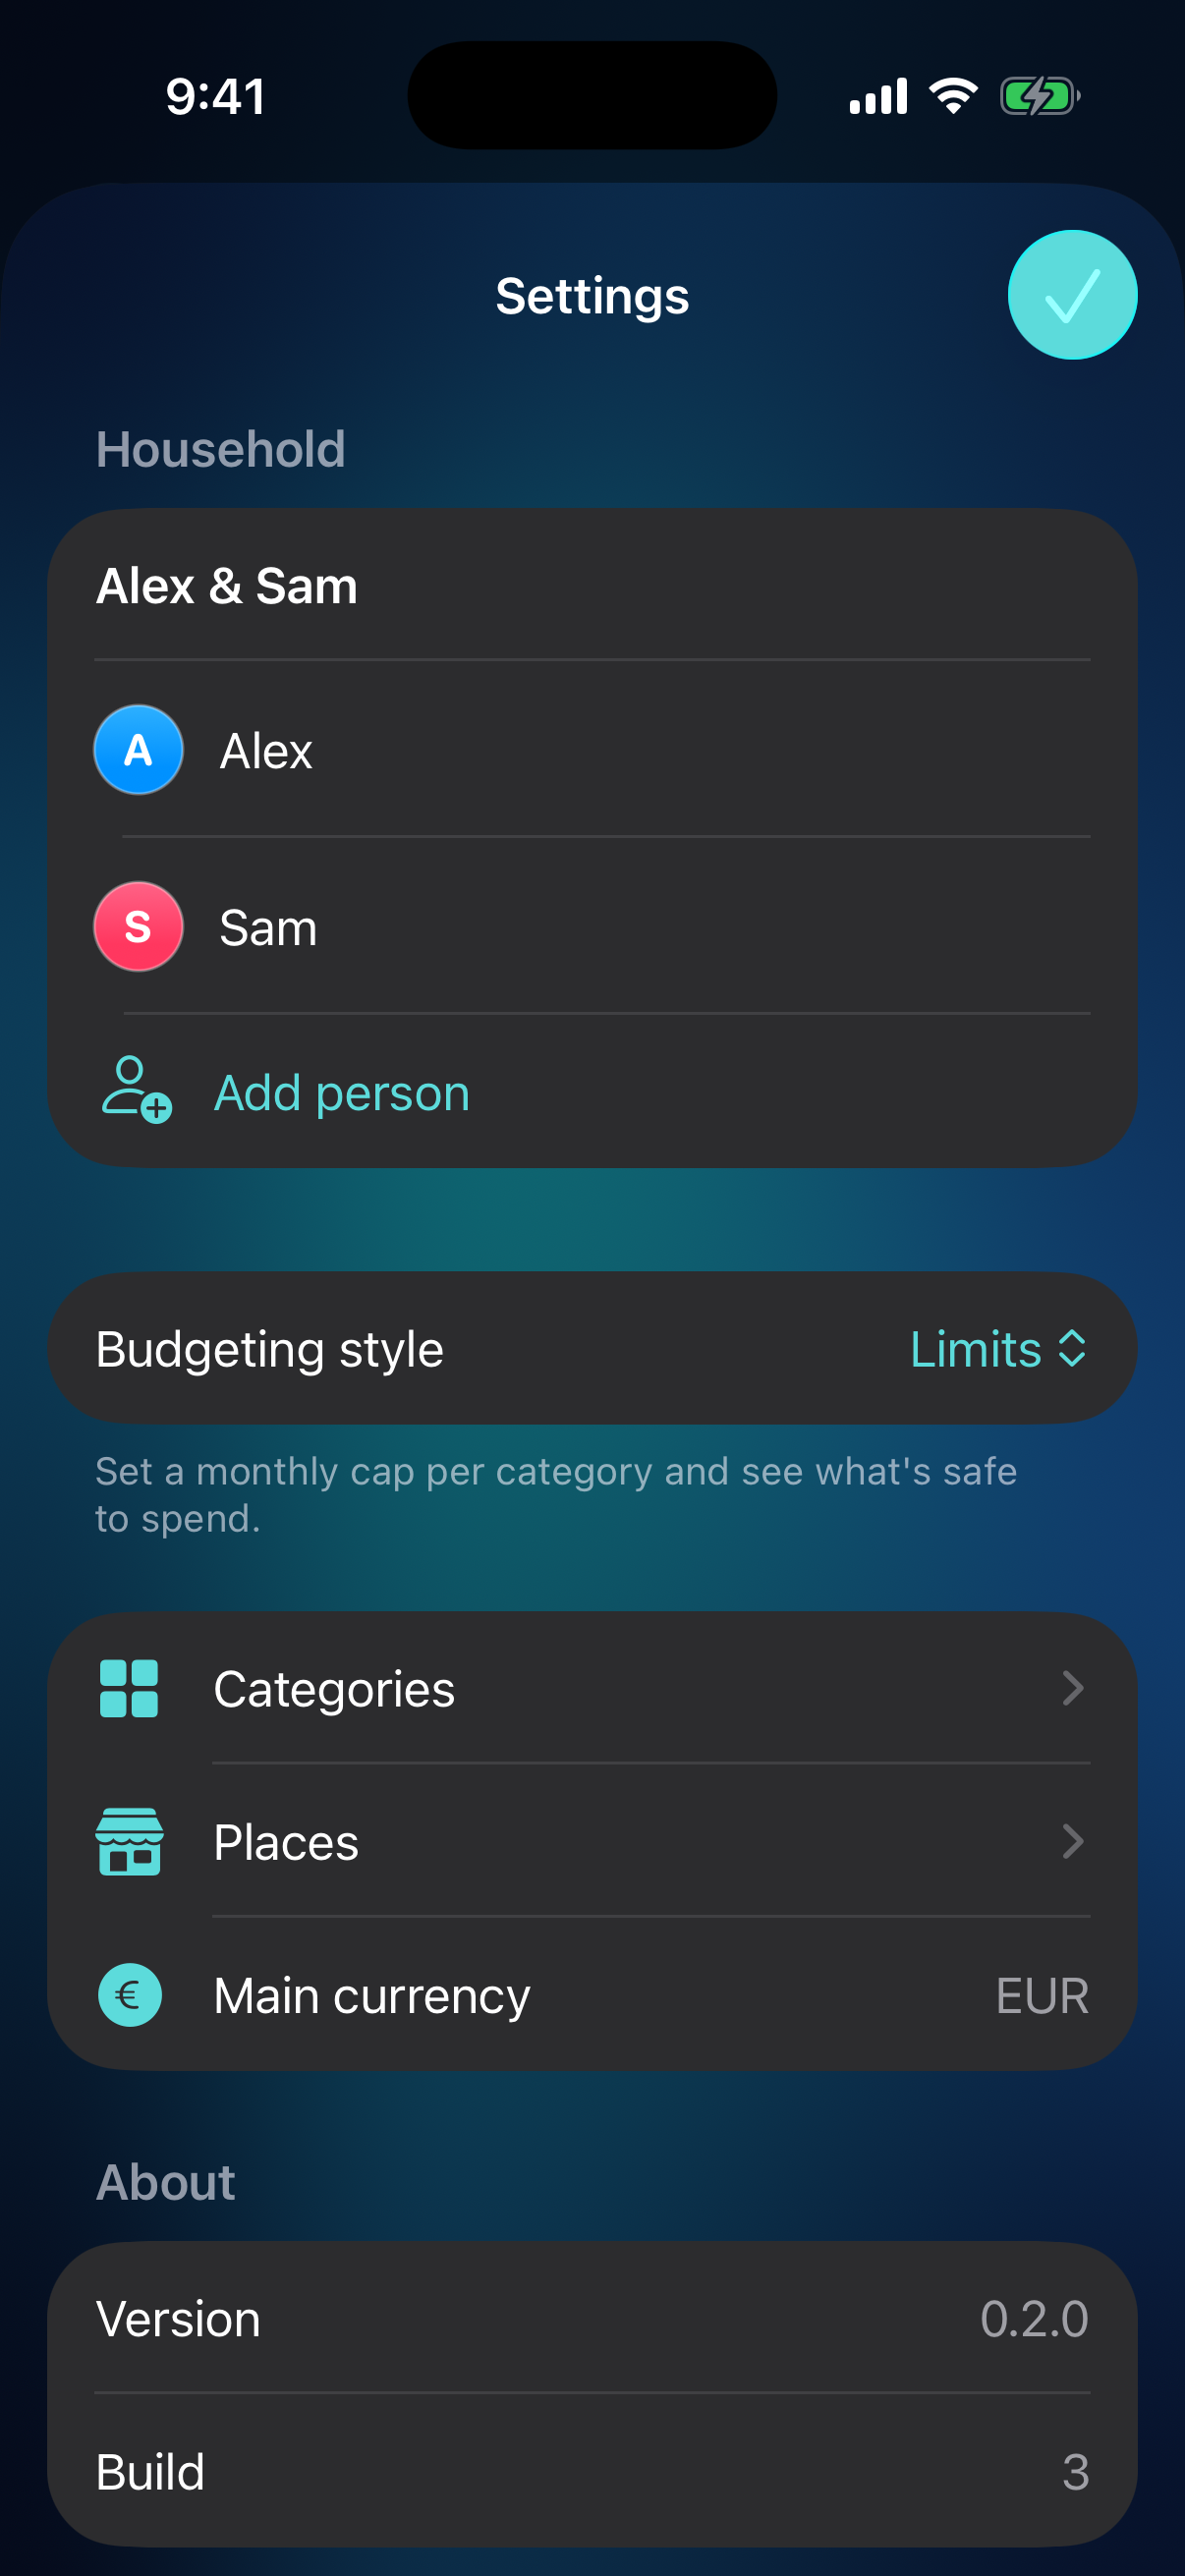 9:41
Settings
Household
Alex & Sam
A Alex
S Sam
Add person
Budgeting style Limits
Set a monthly cap per category and see what's safe
to spend.
Categories
Places
€ Main currency EUR
About
Version 0.2.0
Build 3